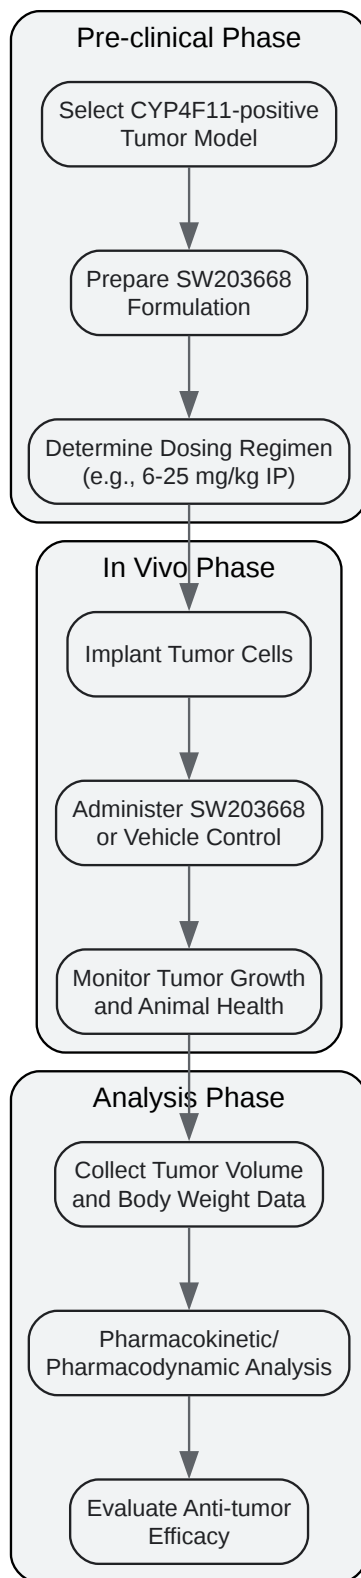 Pre-clinical Phase
Select CYP4F11-positive
Tumor Model
Prepare SW203668
Formulation
Determine Dosing Regimen
(e.g., 6-25 mg/kg IP)
In Vivo Phase
Implant Tumor Cells
Administer SW203668
or Vehicle Control
Monitor Tumor Growth
and Animal Health
Analysis Phase
Collect Tumor Volume
and Body Weight Data
Pharmacokinetic/
Pharmacodynamic Analysis
Evaluate Anti-tumor
Efficacy